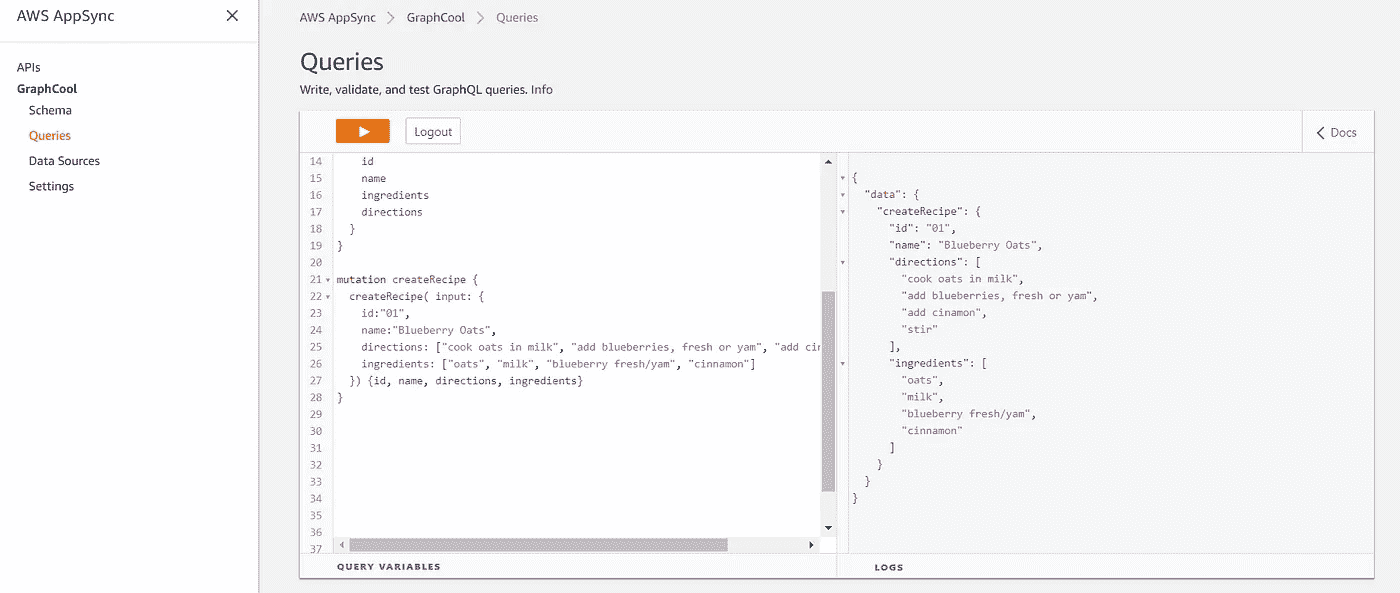 AWS AppSync
APIs
GraphCool
Schema
Queries
Data Sources
Settings
AWS AppSync > GraphCool > Queries
Queries
Write, validate, and test GraphQL queries. Info
Logout
Docs
14 id
15 name
16 ingredients
17 directions
18 }
19 }
20
21 mutation createRecipe {
22 createRecipe( input: {
23 id:"01",
24 name:"Blueberry Oats",
25 directions: ["cook oats in milk", "add blueberries, fresh or yam", "add cin
26 ingredients: ["oats", "milk", "blueberry fresh/yam", "cinnamon"]
27 }) {id, name, directions, ingredients}
28 }
29
30
31
32
33
34
35
36
37
QUERY VARIABLES
{
"data": {
"createRecipe": {
"id": "01",
"name": "Blueberry Oats",
"directions": [
"cook oats in milk",
"add blueberries, fresh or yam",
"add cinamon",
"stir"
],
"ingredients": [
"oats",
"milk",
"blueberry fresh/yam",
"cinnamon"
]
}
}
}
LOGS